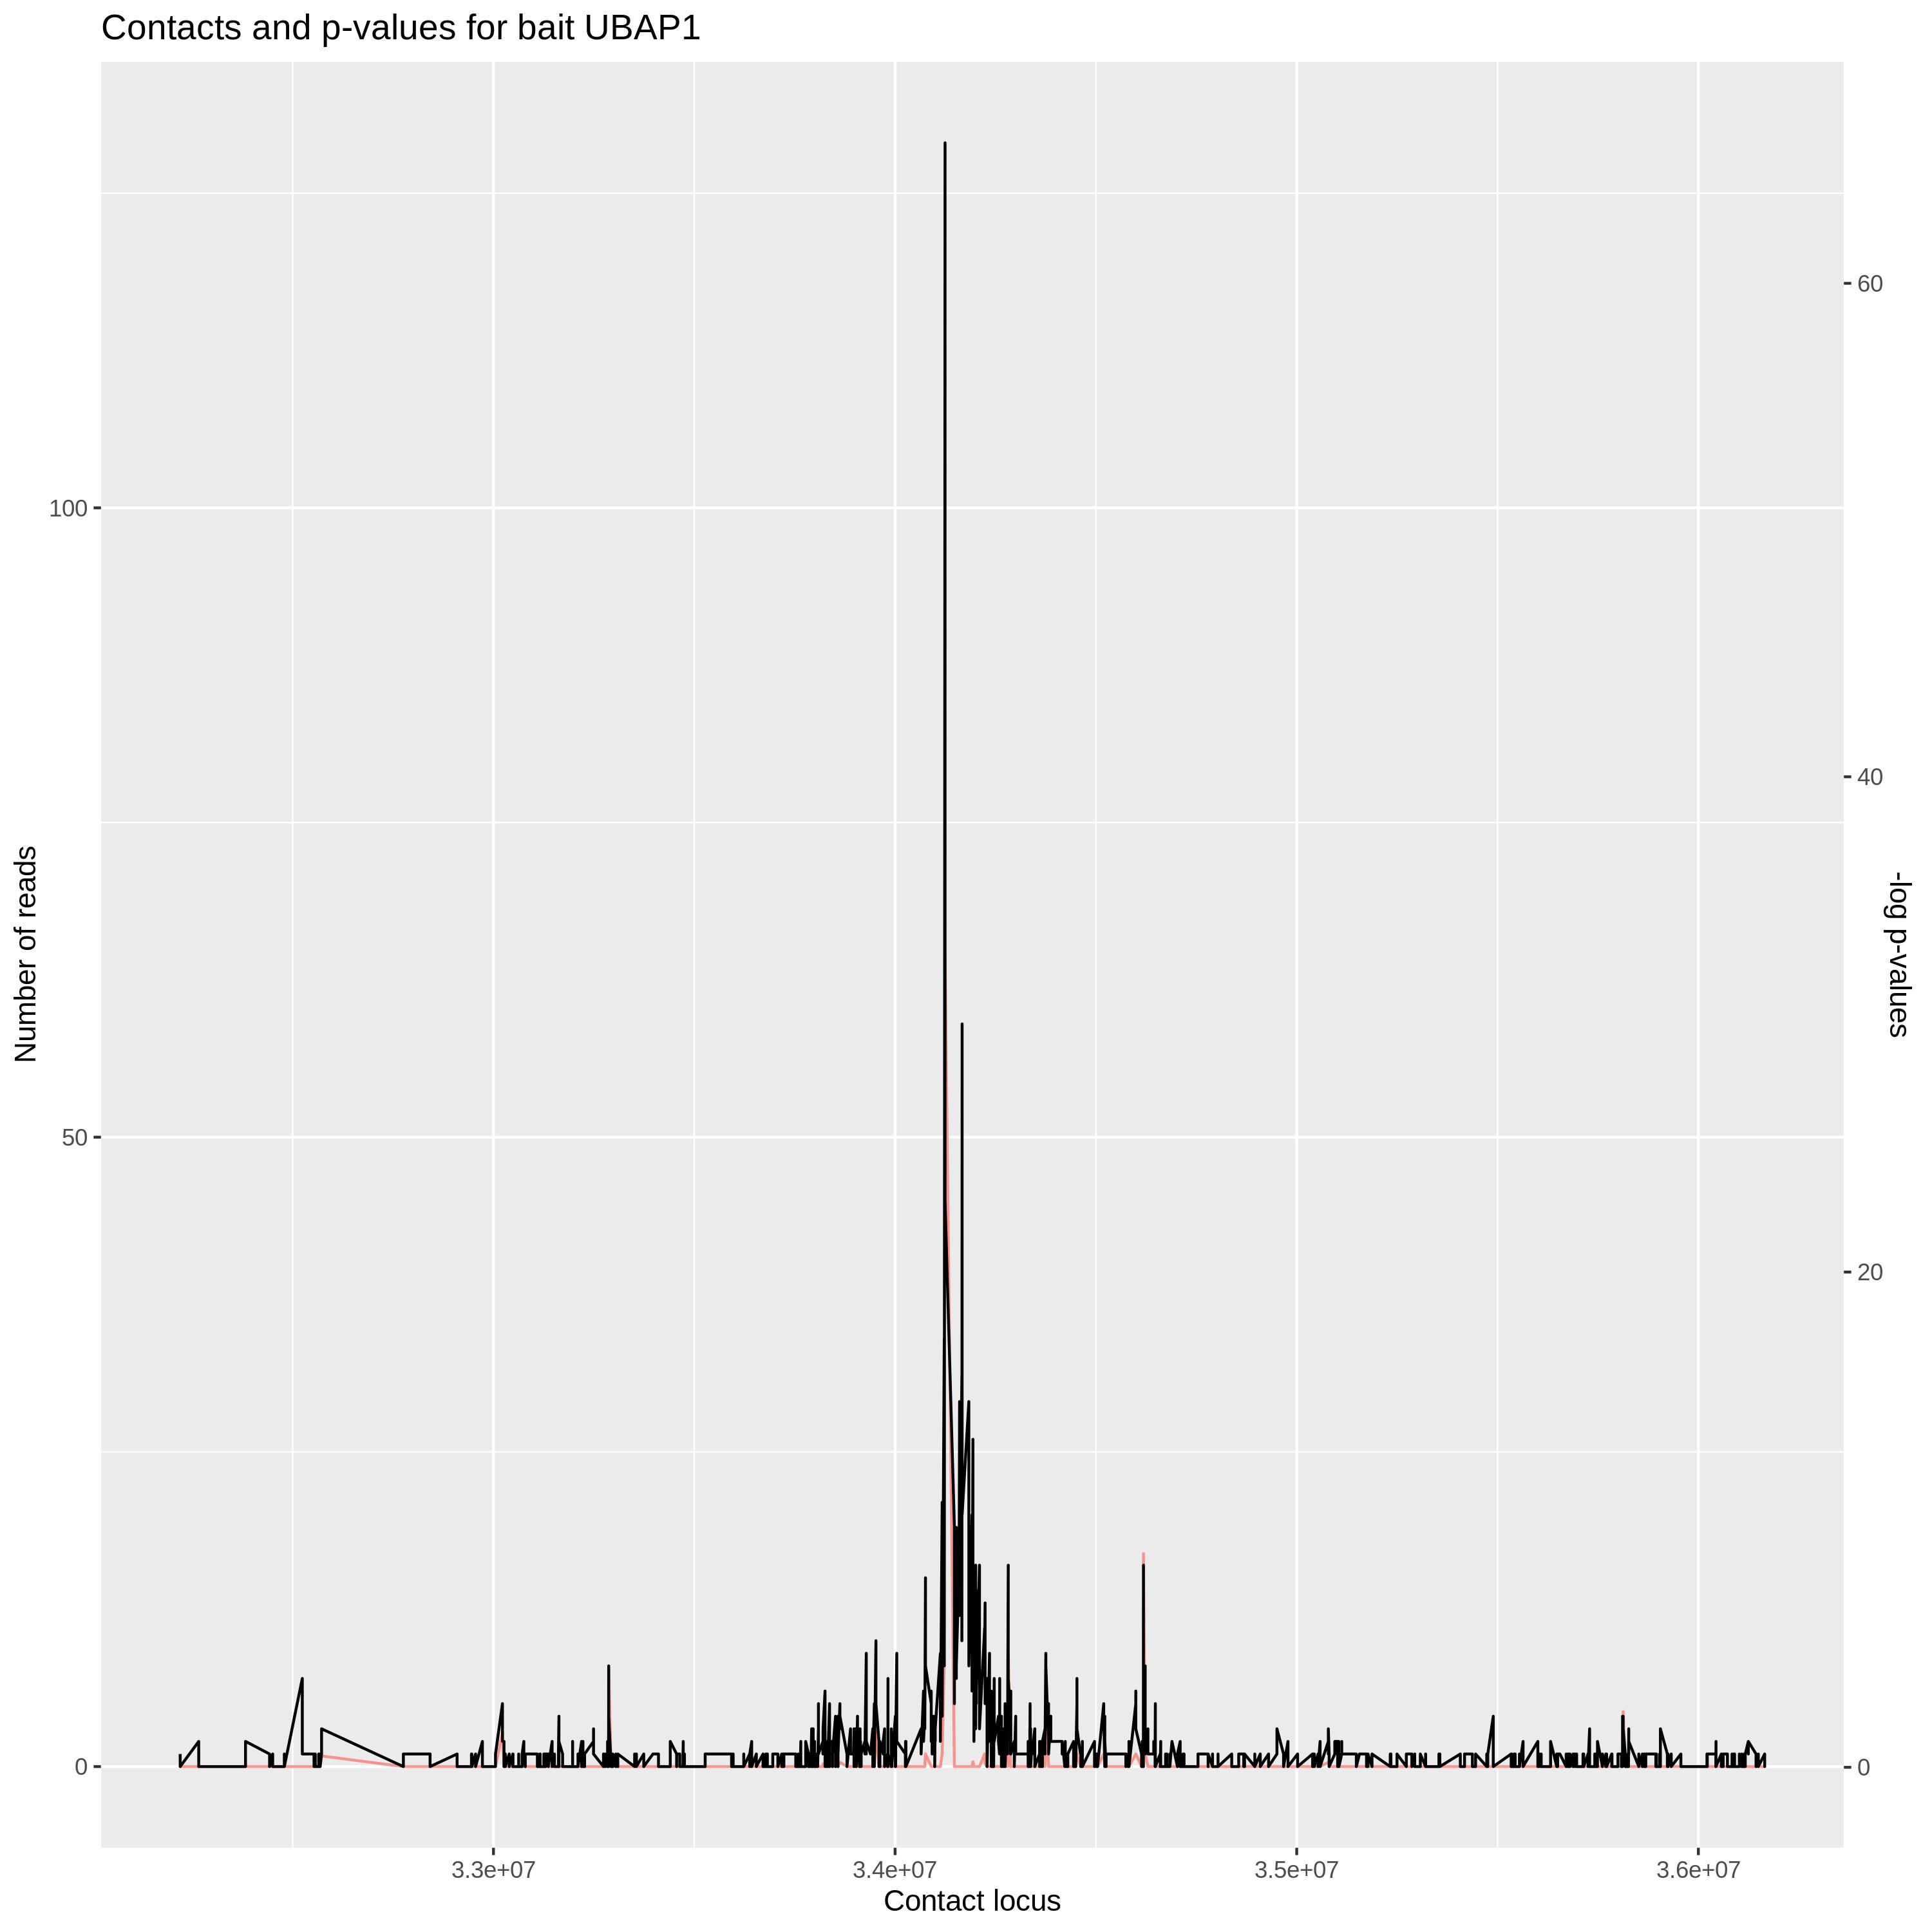 Contacts and p-values for bait UBAP1
Number of reads
100
50
0
60
40
20
0
-log p-values
3.3e+07 3.4e+07 3.5e+07 3.6e+07
Contact locus